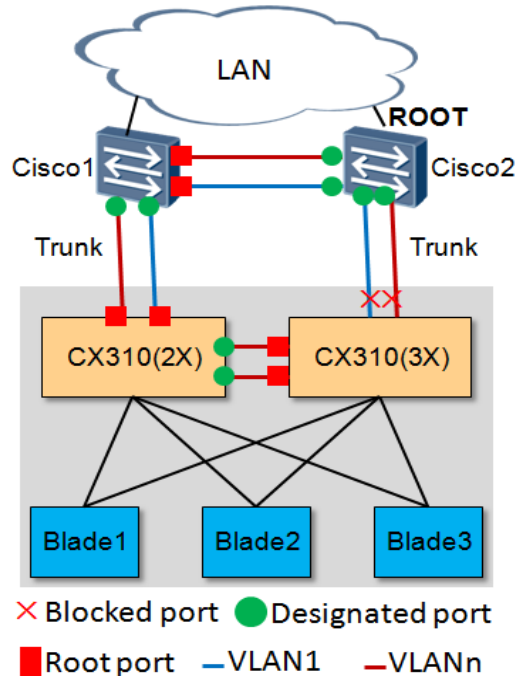 LAN
ROOT
Cisco1
Cisco2
Trunk
Trunk
CX310(2X)
CX310(3X)
Blade1
Blade2
Blade3
Blocked port
Designated port
Root port
VLAN1
VLANn